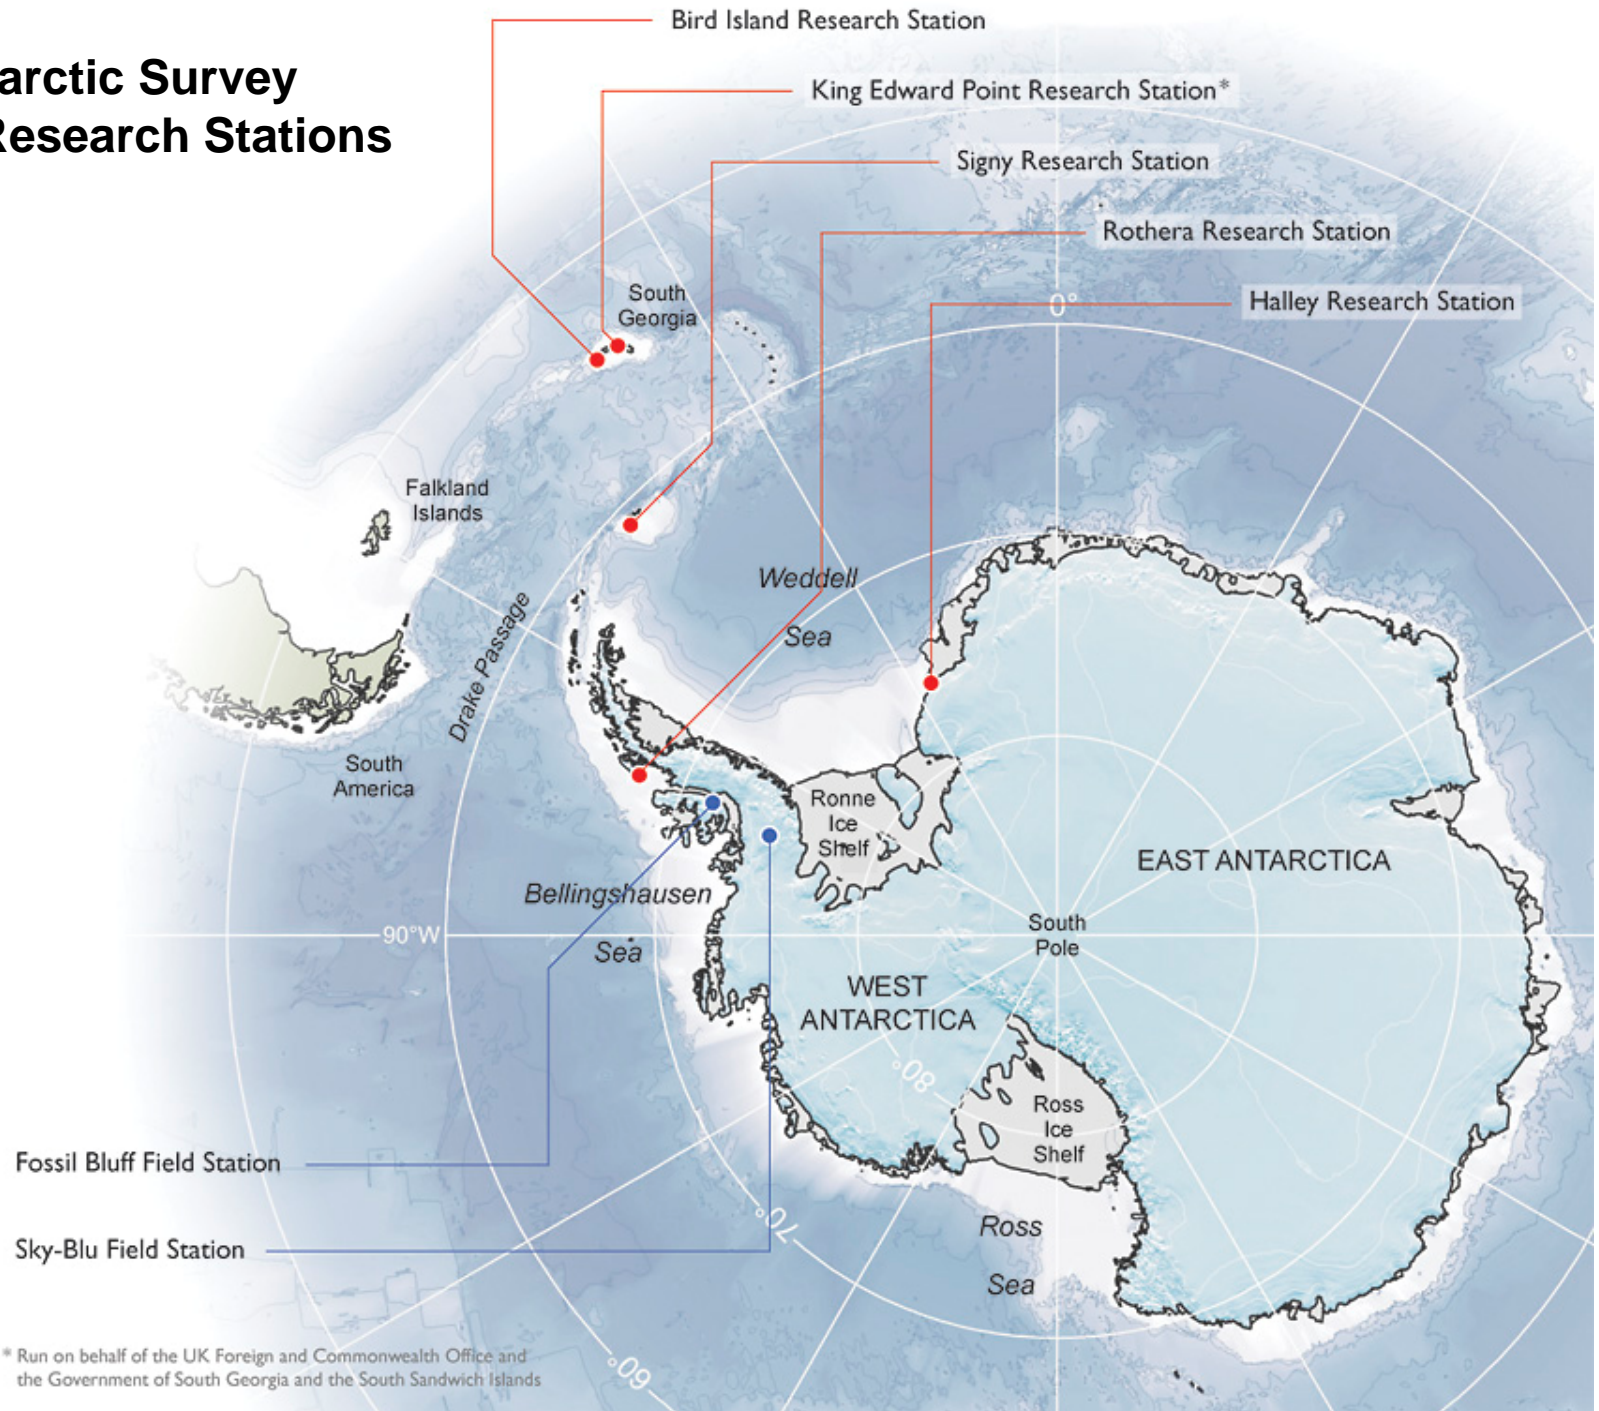 arctic Survey
Research Stations
Bird Island Research Station
King Edward Point Research Station*
Signy Research Station
Rothera Research Station
Halley Research Station
0°
South
Georgia
Falkland
Islands
Weddell
Sea
Drake Passage
South
America
Ronne
Ice
Shelf
EAST ANTARCTICA
Bellingshausen
Sea
90°W
South
Pole
WEST
ANTARCTICA
80°
Ross
Ice
Shelf
Fossil Bluff Field Station
70°
Ross
Sea
Sky-Blu Field Station
60°
* Run on behalf of the UK Foreign and Commonwealth Office and
the Government of South Georgia and the South Sandwich Islands